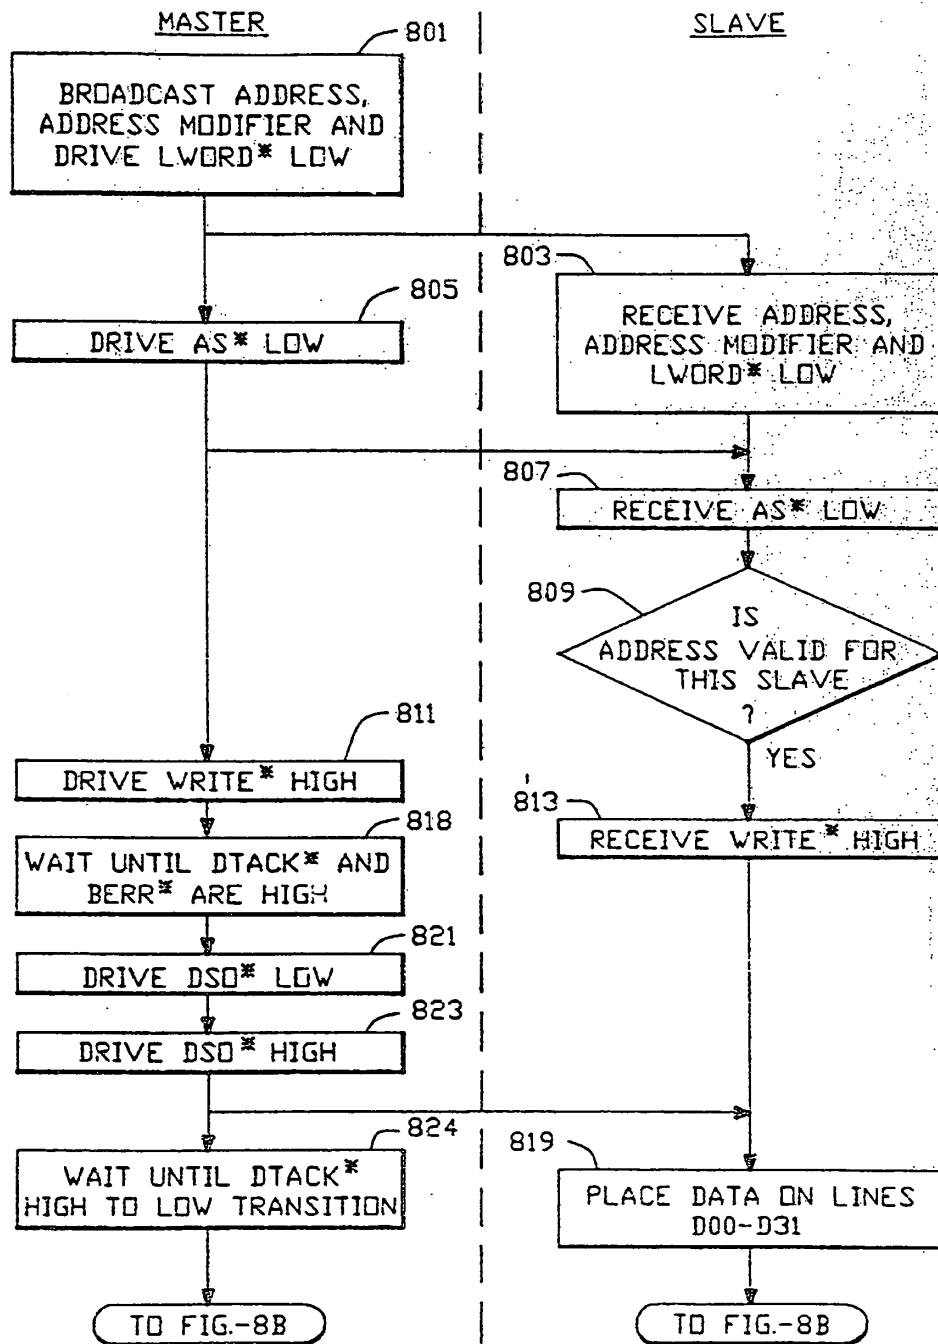 MASTER
801
BROADCAST ADDRESS,
ADDRESS MODIFIER AND
DRIVE LWORD* LOW
805
DRIVE AS* LOW
811
DRIVE WRITE* HIGH
818
WAIT UNTIL DTACK* AND
BERR* ARE HIGH
821
DRIVE DS0* LOW
823
DRIVE DS0* HIGH
824
WAIT UNTIL DTACK*
HIGH TO LOW TRANSITION
TO FIG.-8B
SLAVE
803
RECEIVE ADDRESS,
ADDRESS MODIFIER AND
LWORD* LOW
807
RECEIVE AS* LOW
809
IS
ADDRESS VALID FOR
THIS SLAVE
?
YES
813
RECEIVE WRITE* HIGH
819
PLACE DATA ON LINES
D00-D31
TO FIG.-8B